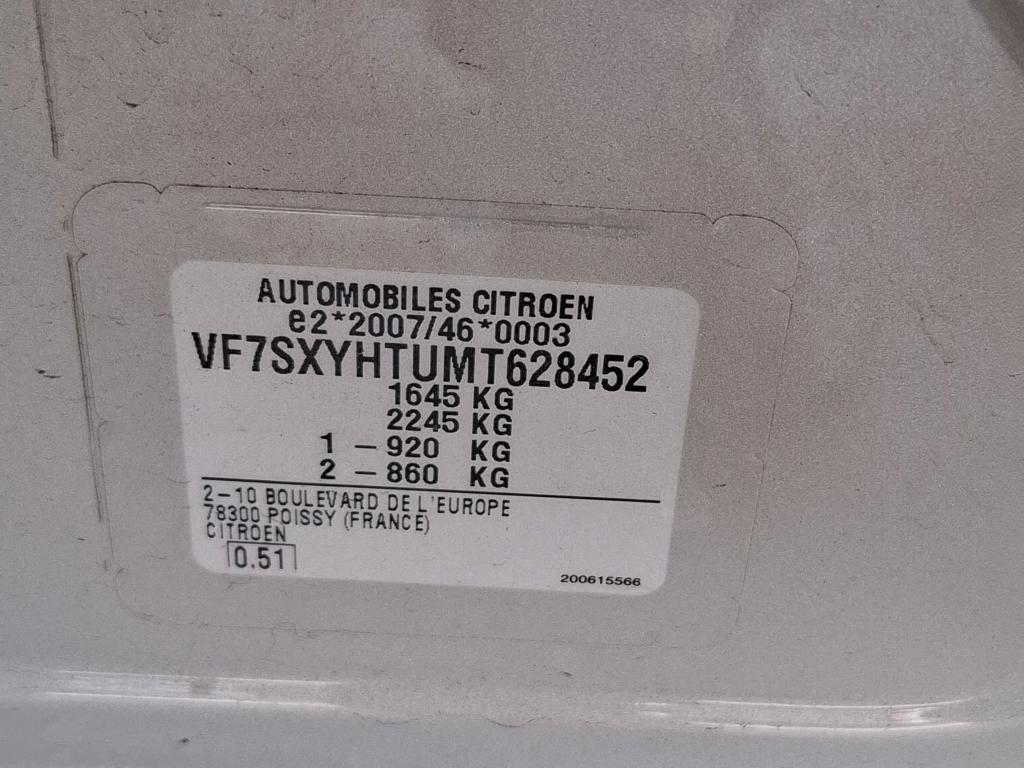 AUTOMOBILES CITROEN
e2*2007/46*0003
VF7SXYHTUMT628452
1645 KG
2245 KG
1 - 920 KG
2 - 860 KG
2-10 BOULEVARD DE L'EUROPE
78300 POISSY (FRANCE)
CITROEN
0.51
200615566